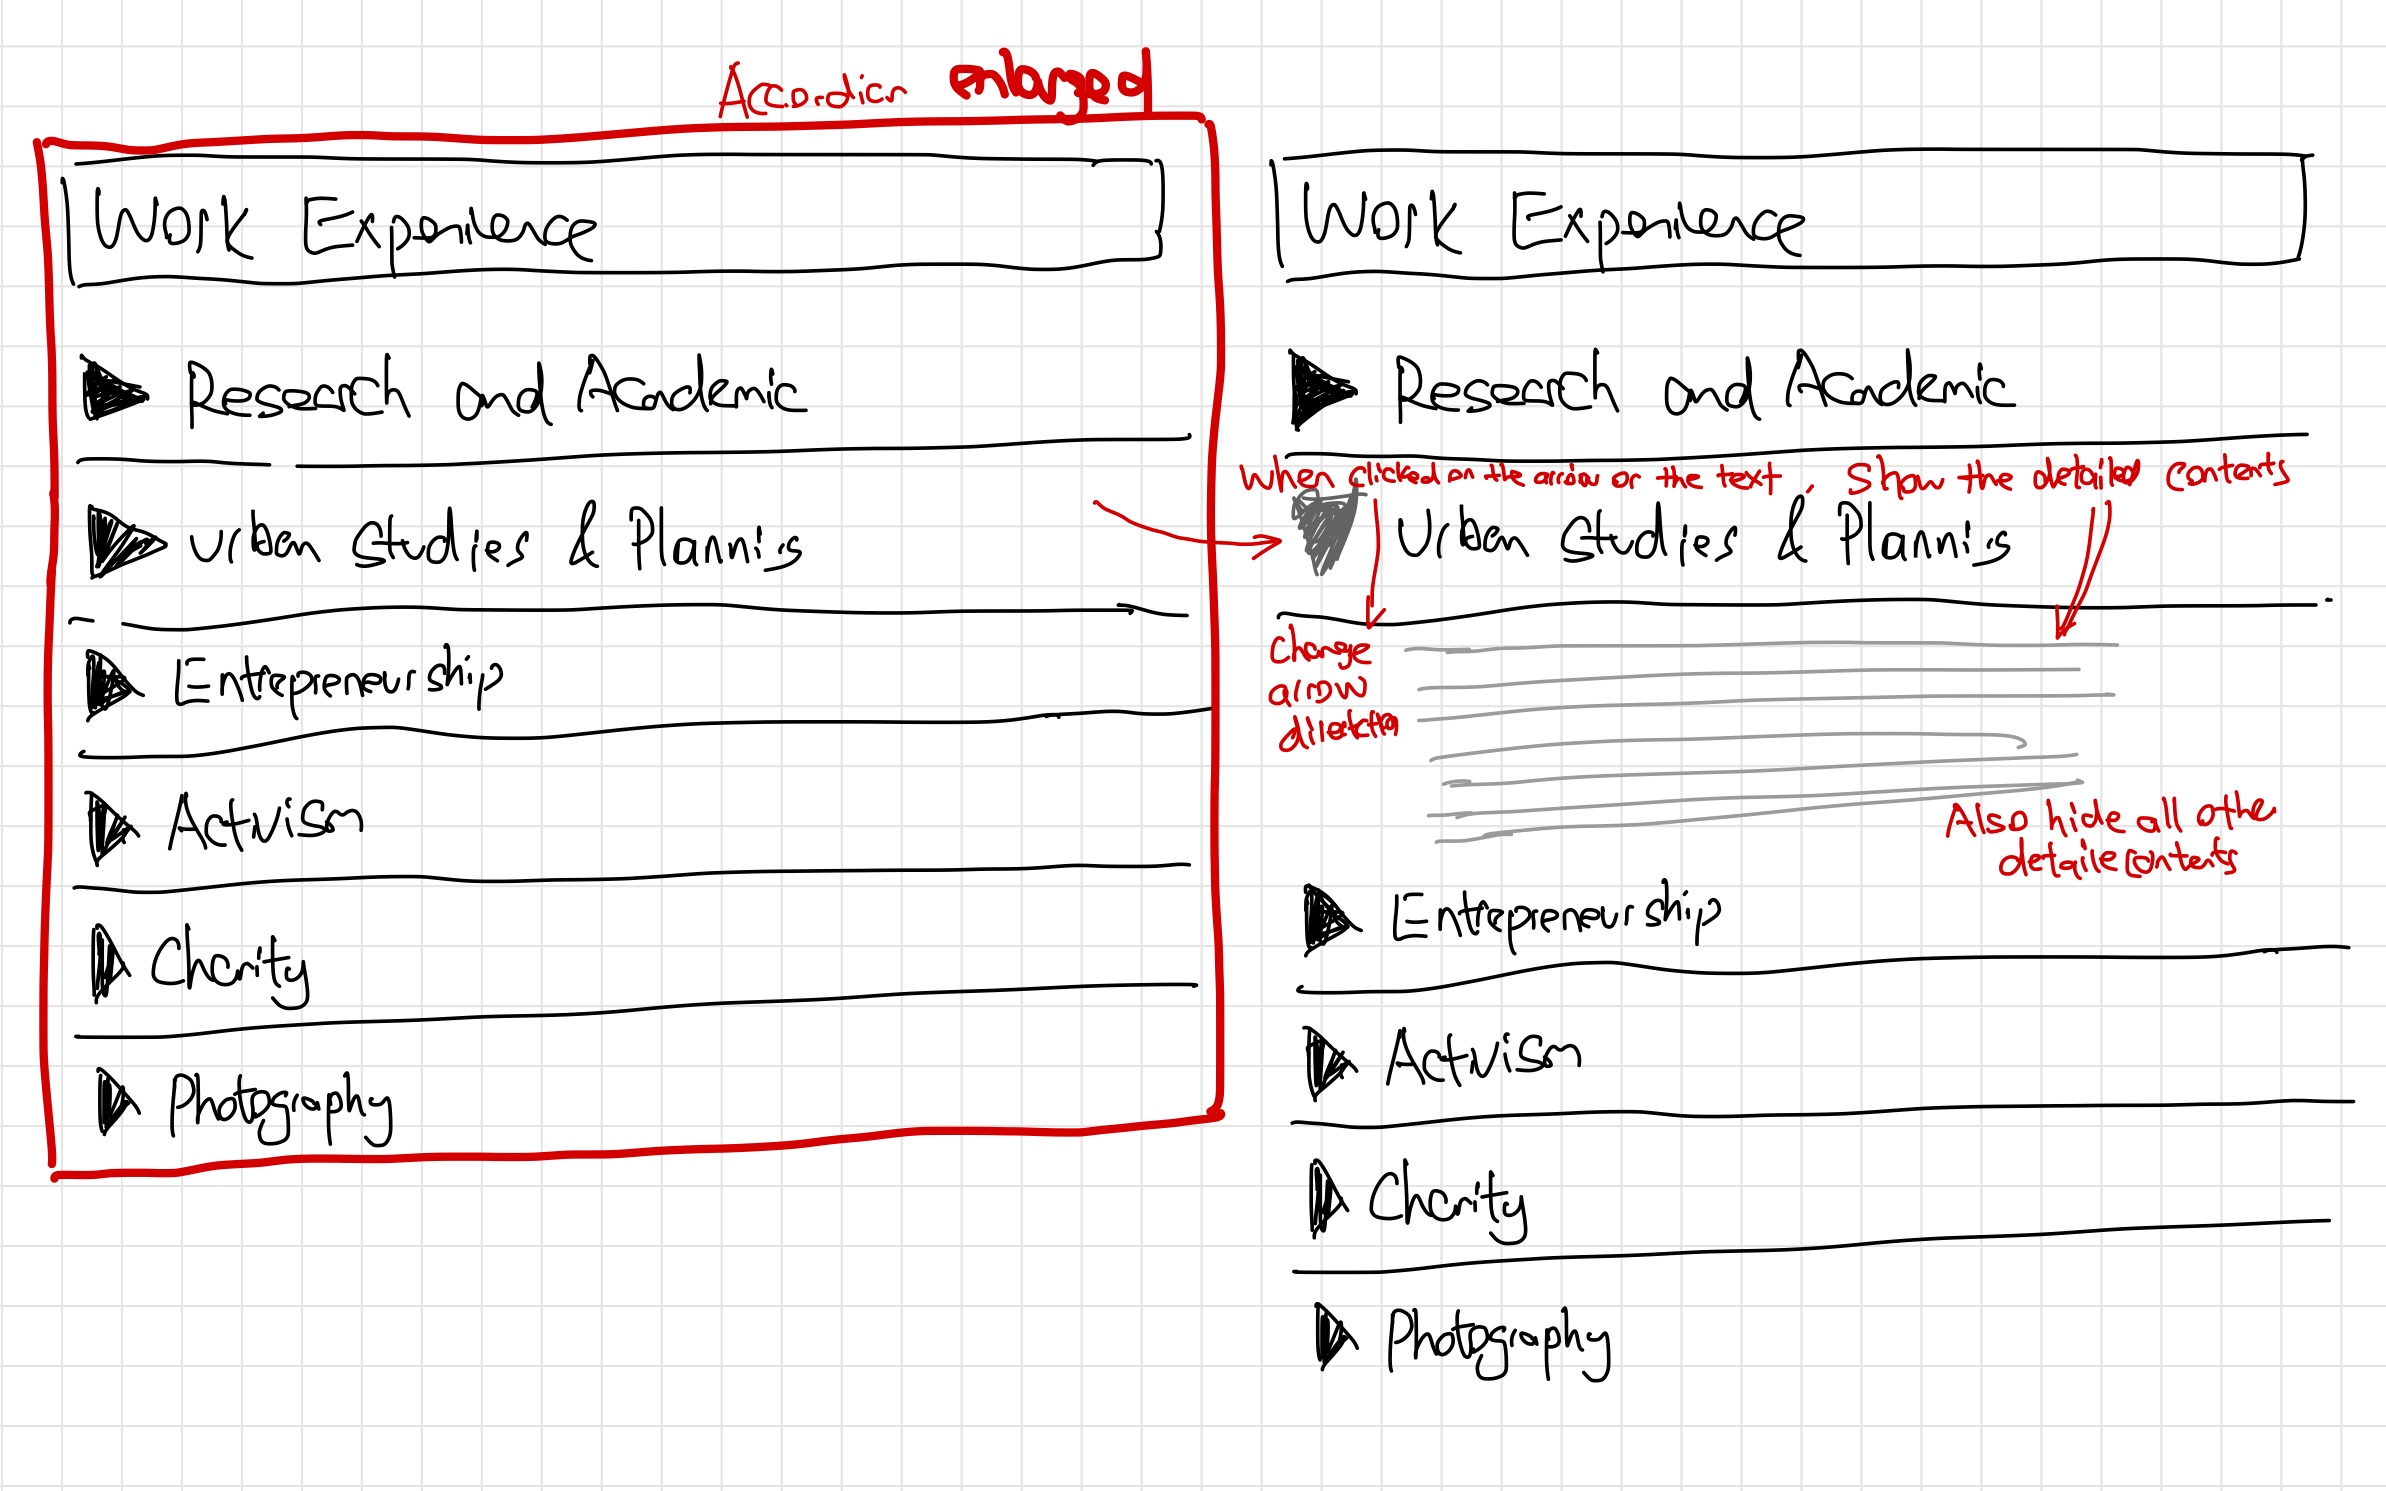 Accordion enlarged
Work Experience
Research and Academic
Urban Studies & Planning
Entrepreneurship
Activism
Charity
Photography
Work Experience
Research and Academic
when clicked on the arrow or the text, show the detailed contents
Urban Studies & Planning
change
arrow
direction
Also hide all other
detailed contents
Entrepreneurship
Activism
Charity
Photography